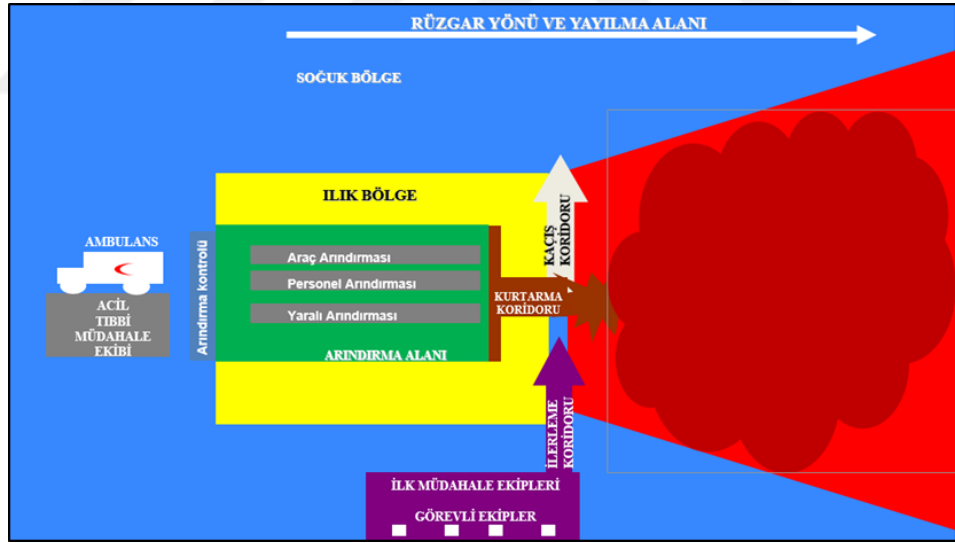 RÜZGAR YÖNÜ VE YAYILMA ALANI
SOĞUK BÖLGE
ILIK BÖLGE
KAÇIŞ
KORİDORU
AMBULANS
ACİL
TIBBİ
MÜDAHALE
EKİBİ
Arındırma kontrolü
Araç Arındırması
Personel Arındırması
Yaralı Arındırması
ARINDIRMA ALANI
KURTARMA
KORİDORU
İLERLEME
KORİDORU
İLK MÜDAHALE EKİPLERİ
GÖREVLİ EKİPLER